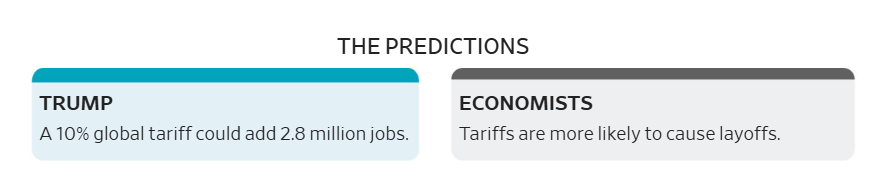 THE PREDICTIONS
TRUMP
A 10% global tariff could add 2.8 million jobs.
ECONOMISTS
Tariffs are more likely to cause layoffs.